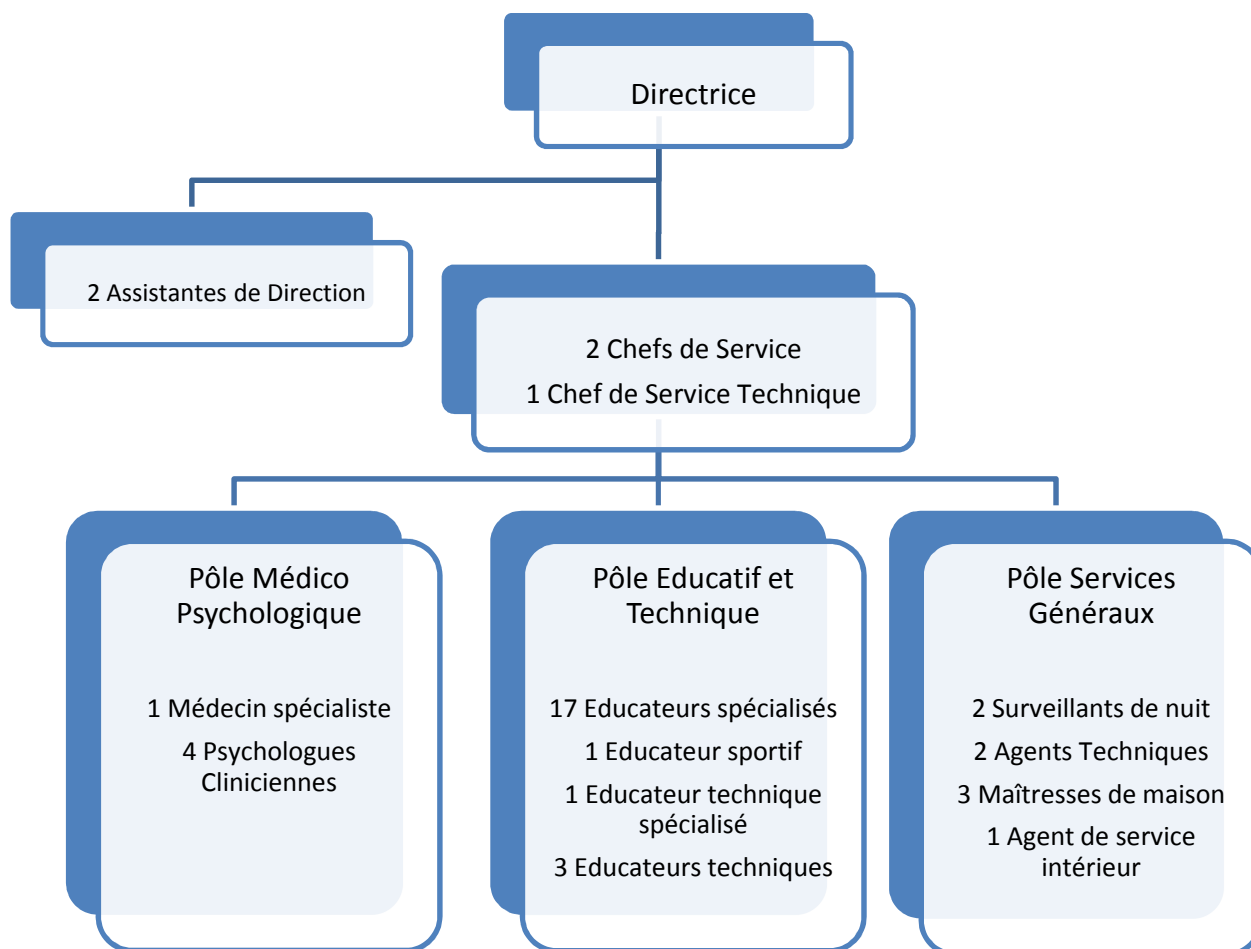 Directrice
2 Assistantes de Direction
2 Chefs de Service
1 Chef de Service Technique
Pôle Médico
Psychologique
1 Médecin spécialiste
4 Psychologues
Cliniciennes
Pôle Educatif et
Technique
17 Educateurs spécialisés
1 Educateur sportif
1 Educateur technique
spécialisé
3 Educateurs techniques
Pôle Services
Généraux
2 Surveillants de nuit
2 Agents Techniques
3 Maîtresses de maison
1 Agent de service
intérieur